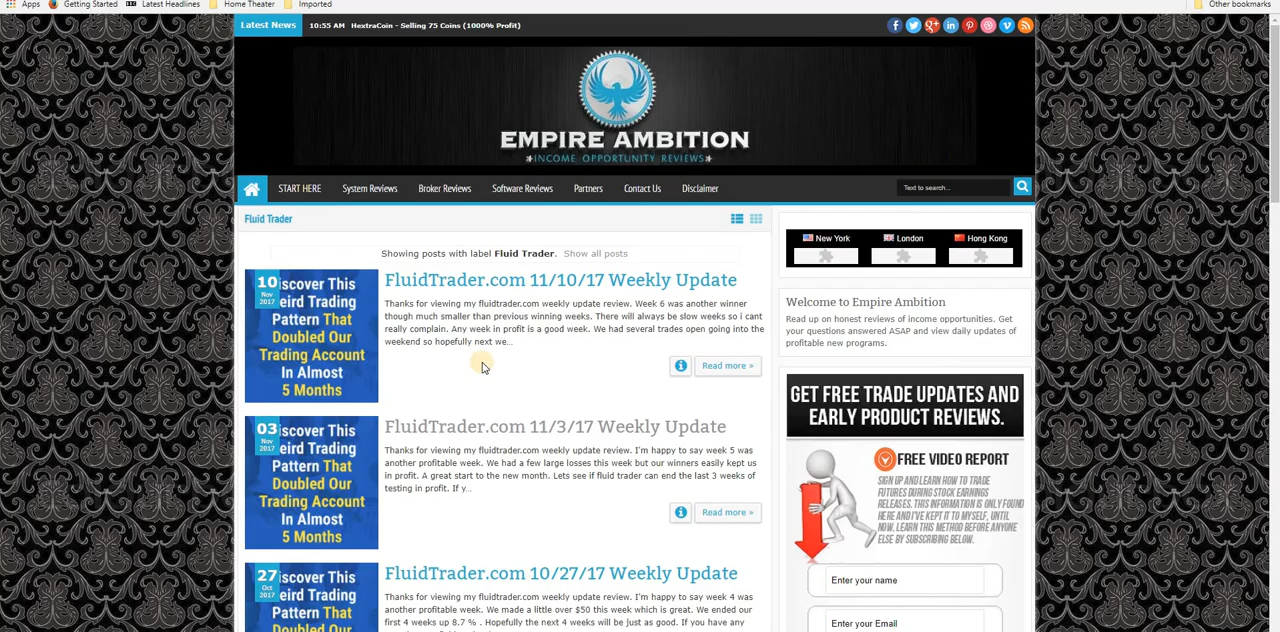 Apps Getting Started Latest Headlines Home Theater Imported Other bookmarks
Latest News 10:55 AM HextraCoin - Selling 75 Coins (1000% Profit)
EMPIRE AMBITION
INCOME OPPORTUNITY REVIEWS
START HERE System Reviews Broker Reviews Software Reviews Partners Contact Us Disclaimer Text to search...
Fluid Trader
Showing posts with label Fluid Trader. Show all posts
10
Nov
2017
iscover This
eird Trading
Pattern That
Doubled Our
Trading Account
In Almost
5 Months
FluidTrader.com 11/10/17 Weekly Update
Thanks for viewing my fluidtrader.com weekly update review. Week 6 was another winner
though much smaller than previous winning weeks. There will always be slow weeks so i cant
really complain. Any week in profit is a good week. We had several trades open going into the
weekend so hopefully next we...
Read more »
03
Nov
2017
iscover This
eird Trading
Pattern That
Doubled Our
Trading Account
In Almost
5 Months
FluidTrader.com 11/3/17 Weekly Update
Thanks for viewing my fluidtrader.com weekly update review. I'm happy to say week 5 was
another profitable week. We had a few large losses this week but our winners easily kept us
in profit. A great start to the new month. Lets see if fluid trader can end the last 3 weeks of
testing in profit. If y...
Read more »
27
Oct
2017
iscover This
eird Trading
Pattern That
Doubled Our
FluidTrader.com 10/27/17 Weekly Update
Thanks for viewing my fluidtrader.com weekly update review. I'm happy to say week 4 was
another profitable week. We made a little over $50 this week which is great. We ended our
first 4 weeks up 8.7 % . Hopefully the next 4 weeks will be just as good. If you have any
New York London Hong Kong
Welcome to Empire Ambition
Read up on honest reviews of income opportunities. Get
your questions answered ASAP and view daily updates of
profitable new programs.
GET FREE TRADE UPDATES AND
EARLY PRODUCT REVIEWS.
FREE VIDEO REPORT
SIGN UP AND LEARN HOW TO TRADE
FUTURES DURING STOCK EARNINGS
RELEASES. THIS INFORMATION IS ONLY FOUND
HERE AND I'VE KEPT IT TO MYSELF, UNTIL
NOW. LEARN THIS METHOD BEFORE ANYONE
ELSE BY SUBSCRIBING BELOW.
Enter your name
Enter your Email